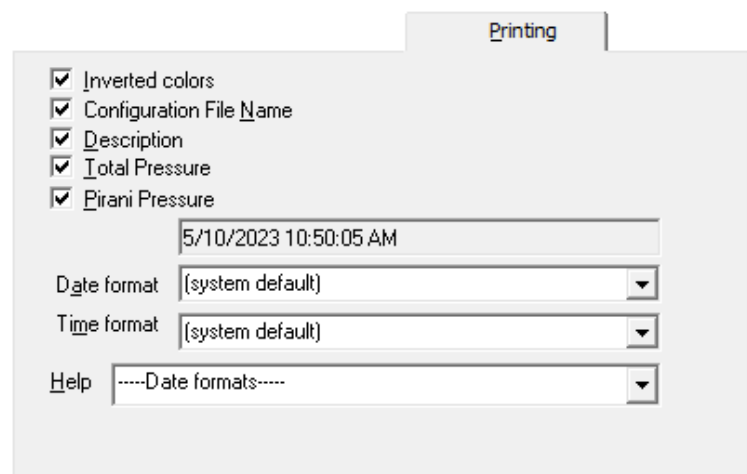 Printing
Inverted colors
Configuration File Name
Description
Total Pressure
Pirani Pressure
5/10/2023 10:50:05 AM
Date format (system default)
Time format (system default)
Help -----Date formats-----